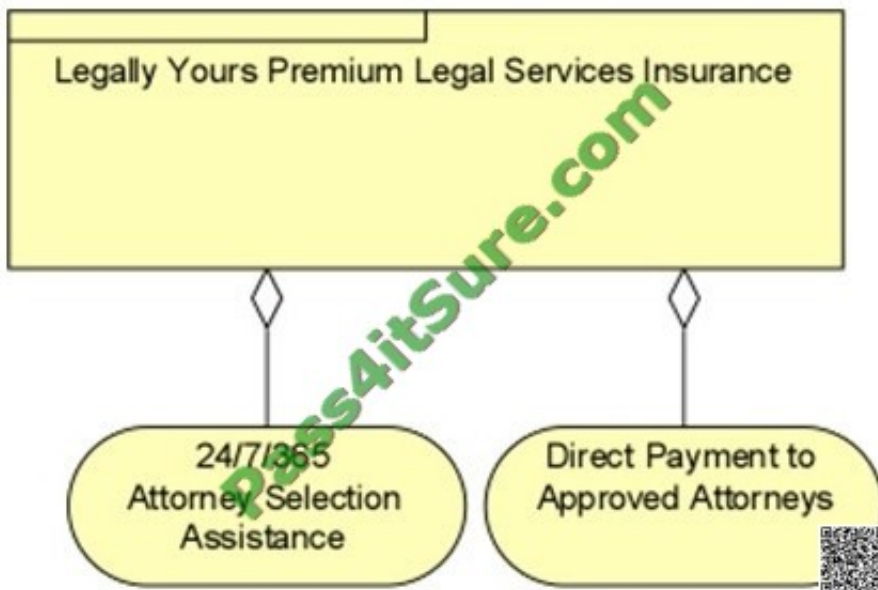 Legally Yours Premium Legal Services Insurance
Pass4itSure.com
24/7/365
Attorney Selection
Assistance
Direct Payment to
Approved Attorneys